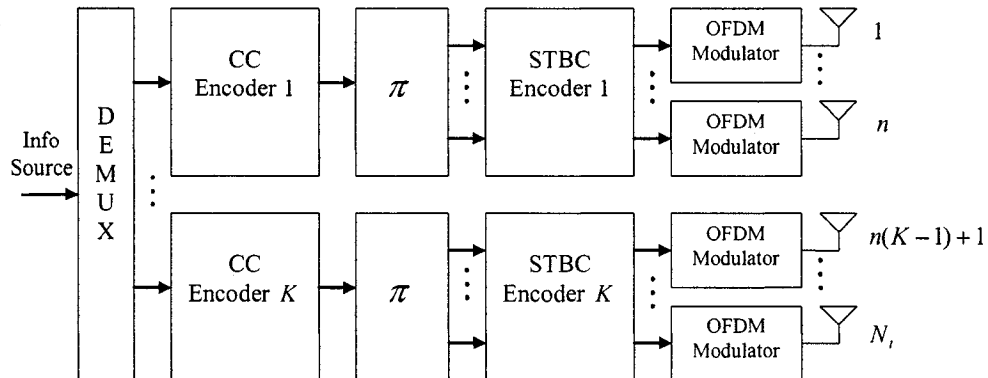 Info
Source
D
E
M
U
X
CC
Encoder 1
π
STBC
Encoder 1
OFDM
Modulator
1
OFDM
Modulator
n
CC
Encoder K
π
STBC
Encoder K
OFDM
Modulator
n(K-1)+1
OFDM
Modulator
N_t